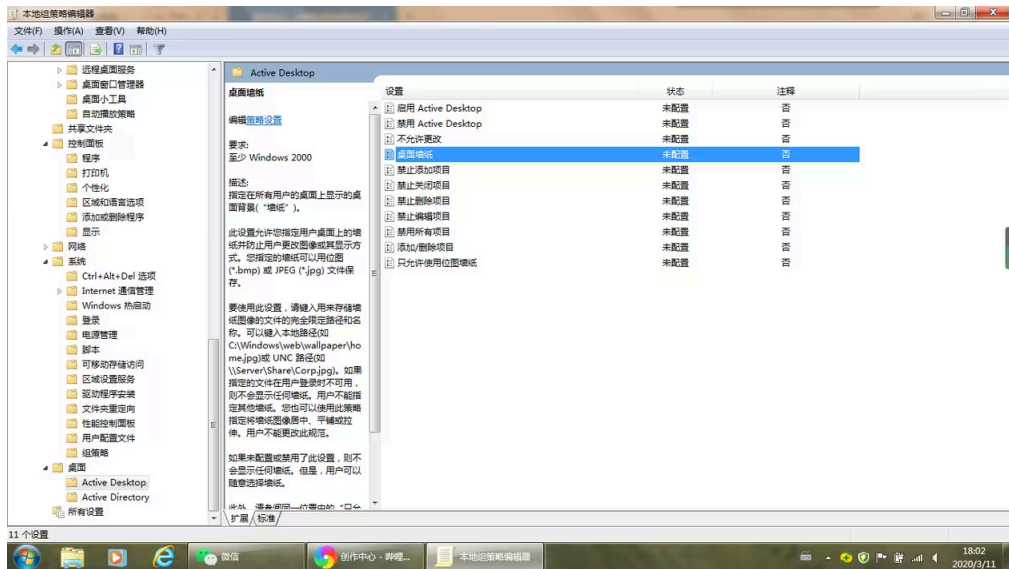 本地组策略编辑器
文件(F) 操作(A) 查看(V) 帮助(H)
远程桌面服务
桌面窗口管理器
桌面小工具
自动播放策略
共享文件夹
控制面板
程序
打印机
个性化
区域和语言选项
添加或删除程序
显示
网络
系统
Ctrl+Alt+Del 选项
Internet 通信管理
Windows 热启动
登录
电源管理
脚本
可移动存储访问
区域设置服务
驱动程序安装
文件夹重定向
性能控制面板
用户配置文件
组策略
桌面
Active Desktop
Active Directory
所有设置
Active Desktop
桌面墙纸
编辑策略设置
要求:
至少 Windows 2000
描述:
指定在所有用户的桌面上显示的桌
面背景(“墙纸”)。
此设置允许您指定用户桌面上的墙
纸并防止用户更改图像或其显示方
式。您指定的墙纸可以用位图
(*.bmp) 或 JPEG (*.jpg) 文件保
存。
要使用此设置，请键入用来存储墙
纸图像的文件的完全限定路径和名
称。可以键入本地路径(如
C:\Windows\web\wallpaper\ho
me.jpg)或 UNC 路径(如
\\Server\Share\Corp.jpg)。如果
指定的文件在用户登录时不可用，
则不会显示任何墙纸。用户不能指
定其他墙纸。您也可以使用此策略
指定将墙纸图像居中、平铺或拉
伸。用户不能更改此规范。
如果未配置或禁用了此设置，则不
会显示任何墙纸。但是，用户可以
随意选择墙纸。
此外，请参阅同一位置中的“只允
设置 状态 注释
启用 Active Desktop 未配置 否
禁用 Active Desktop 未配置 否
不允许更改 未配置 否
桌面墙纸 未配置 否
禁止添加项目 未配置 否
禁止关闭项目 未配置 否
禁止删除项目 未配置 否
禁止编辑项目 未配置 否
禁用所有项目 未配置 否
添加/删除项目 未配置 否
只允许使用位图墙纸 未配置 否
扩展 标准
11 个设置
微信
创作中心 - 哔哩...
本地组策略编辑器
18:02
2020/3/11